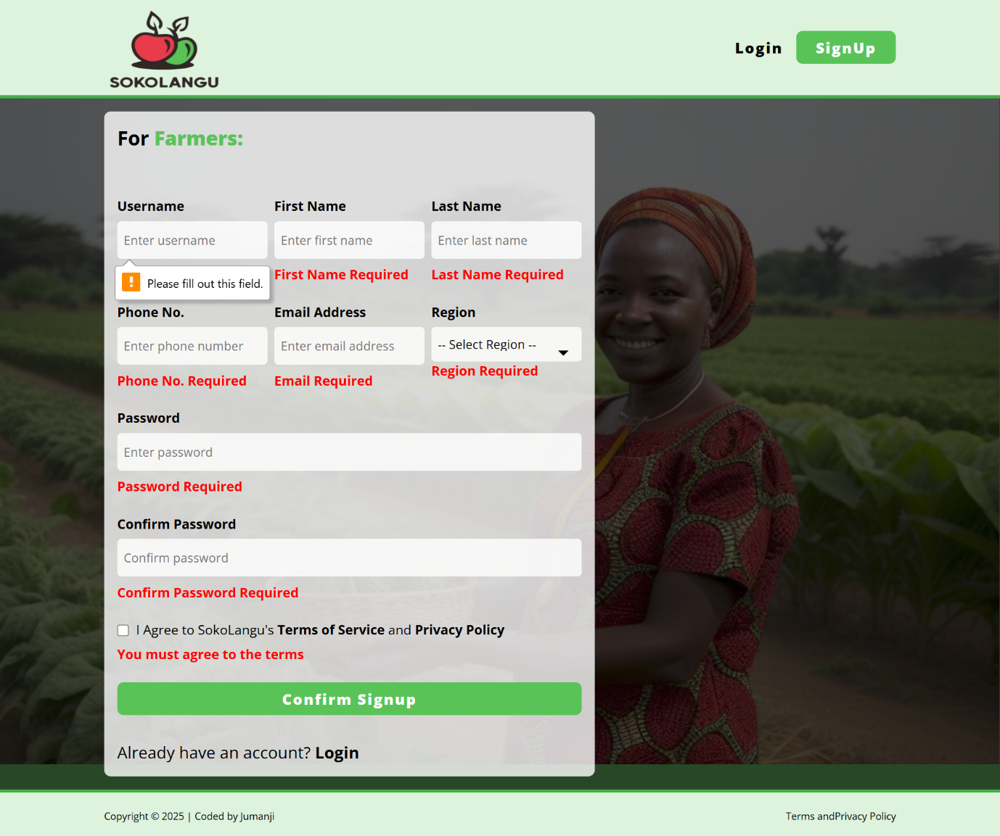 SOKOLANGU
Login
SignUp
For Farmers:
Username
First Name
Last Name
Enter username
Enter first name
Enter last name
Please fill out this field.
First Name Required
Last Name Required
Phone No.
Email Address
Region
Enter phone number
Enter email address
-- Select Region --
Phone No. Required
Email Required
Region Required
Password
Enter password
Password Required
Confirm Password
Confirm password
Confirm Password Required
I Agree to SokoLangu's Terms of Service and Privacy Policy
You must agree to the terms
Confirm Signup
Already have an account? Login
Copyright © 2025 | Coded by Jumanji
Terms andPrivacy Policy